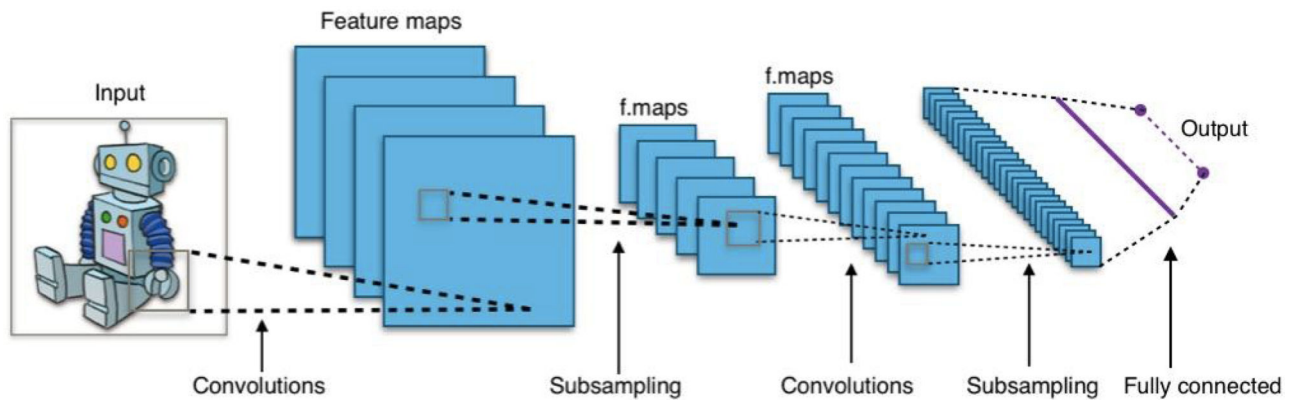 Feature maps
f.maps
Input
f.maps
Output
Convolutions
Subsampling
Convolutions
Subsampling
Fully connected